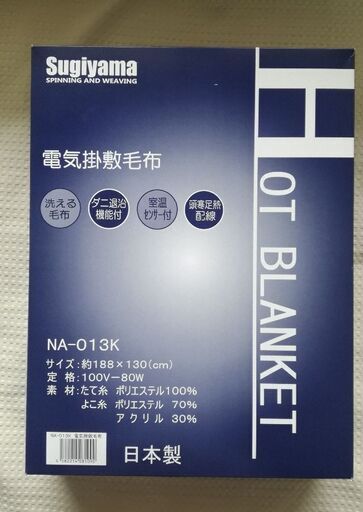 Sugiyama
SPINNING AND WEAVING
HOT BLANKET
電気掛敷毛布
洗える
毛布
ダニ退治
機能付
室温
センサー付
頭寒足熱
配線
NA-013K
サイズ:約188×130(cm)
定 格:100V-80W
素 材:たて糸 ポリエステル100%
よこ糸 ポリエステル 70%
アクリル 30%
NA-013K 電気掛敷毛布
日本製